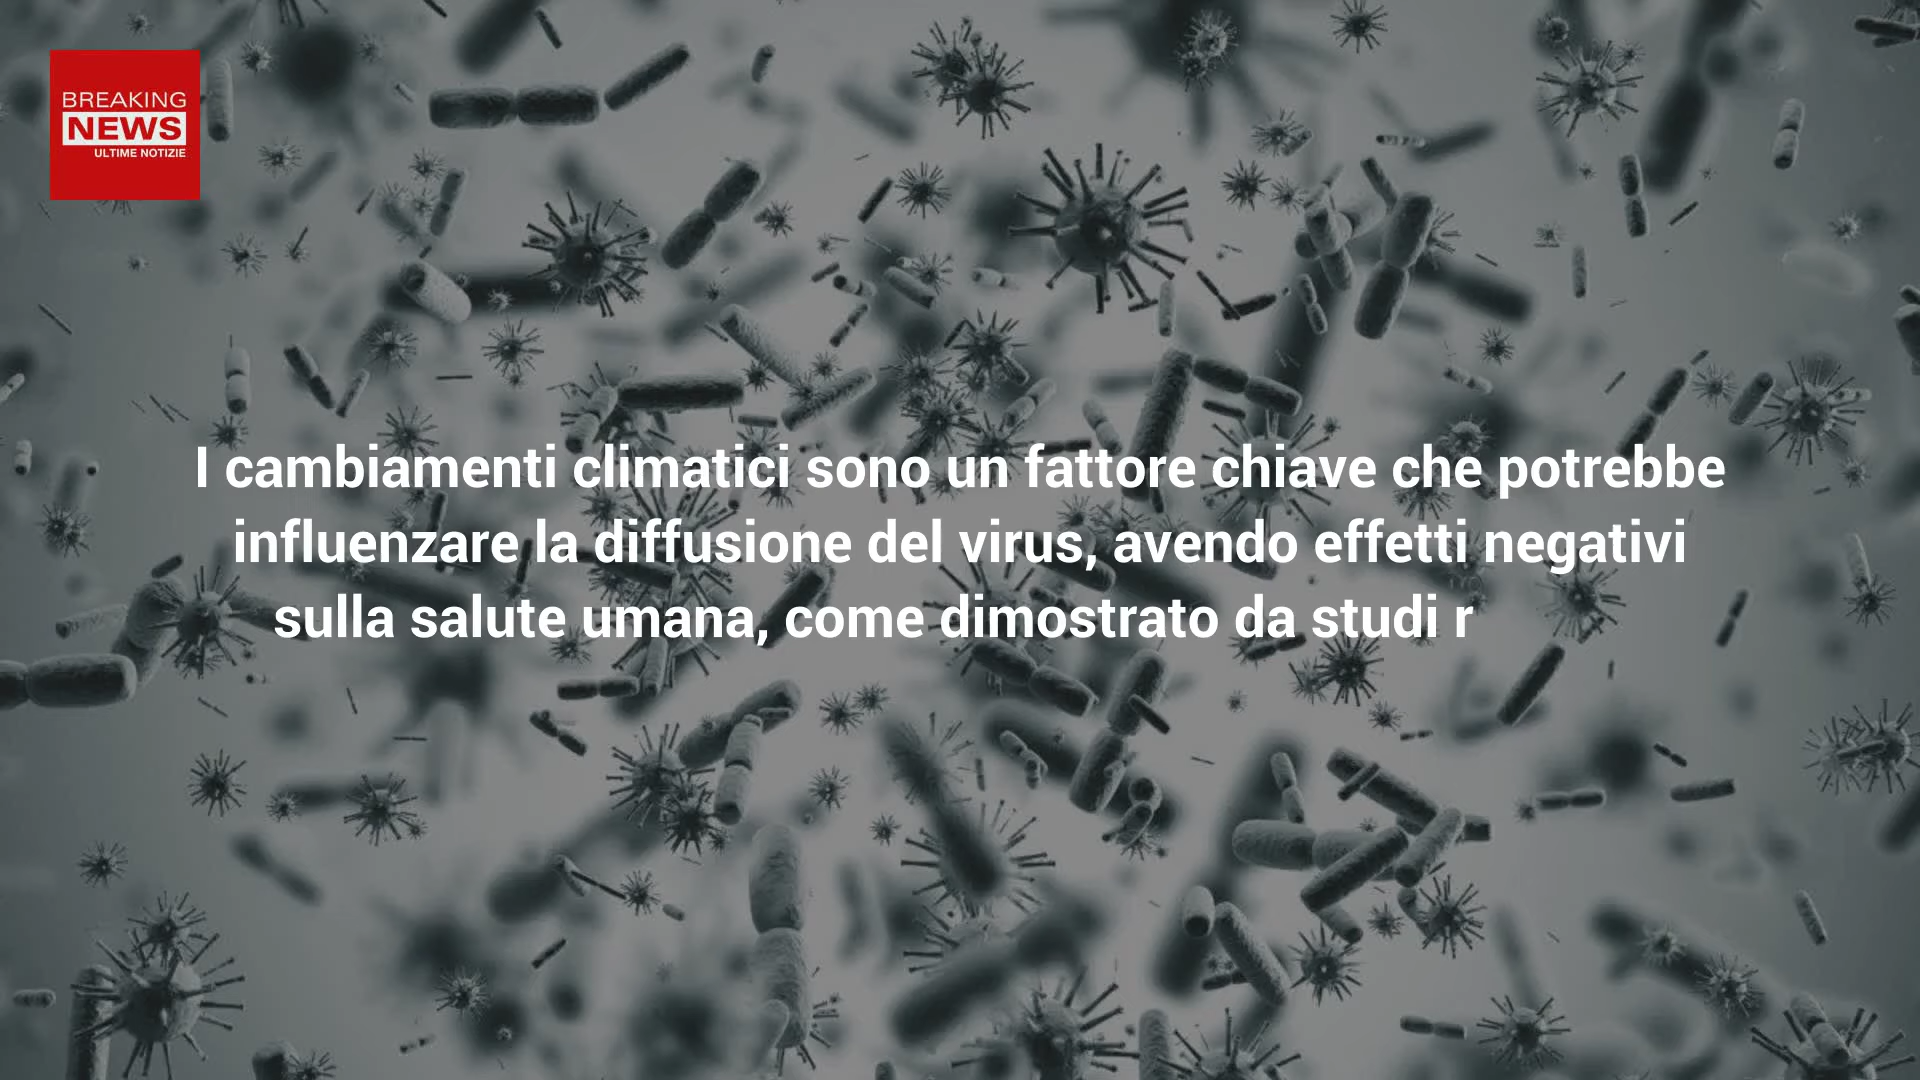 BREAKING
NEWS
ULTIME NOTIZIE
I cambiamenti climatici sono un fattore chiave che potrebbe
influenzare la diffusione del virus, avendo effetti negativi
sulla salute umana, come dimostrato da studi r